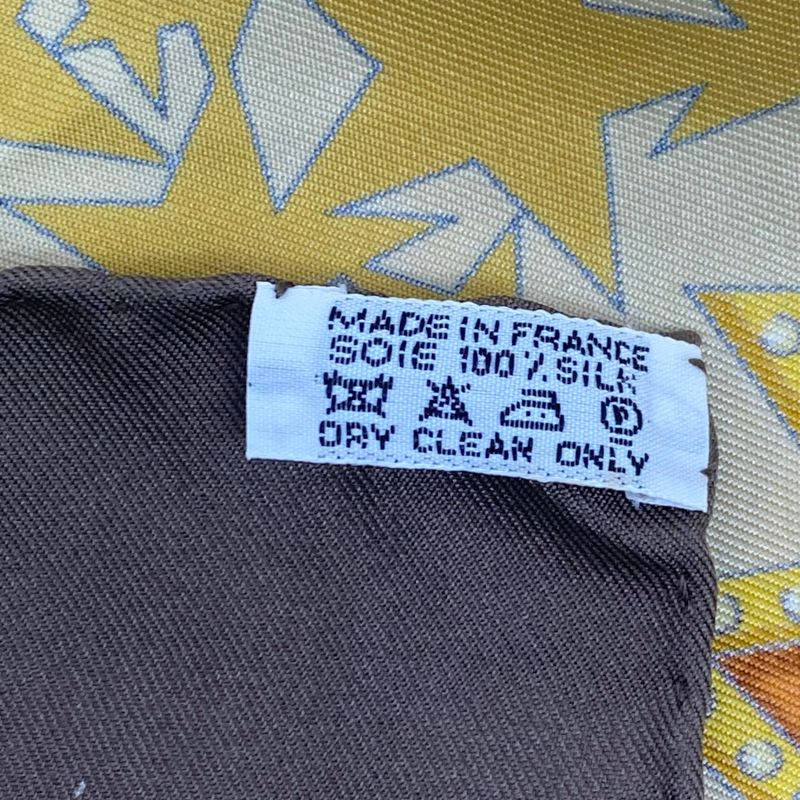 MADE IN FRANCE
SOIE 100% SILK
P
DRY CLEAN ONLY